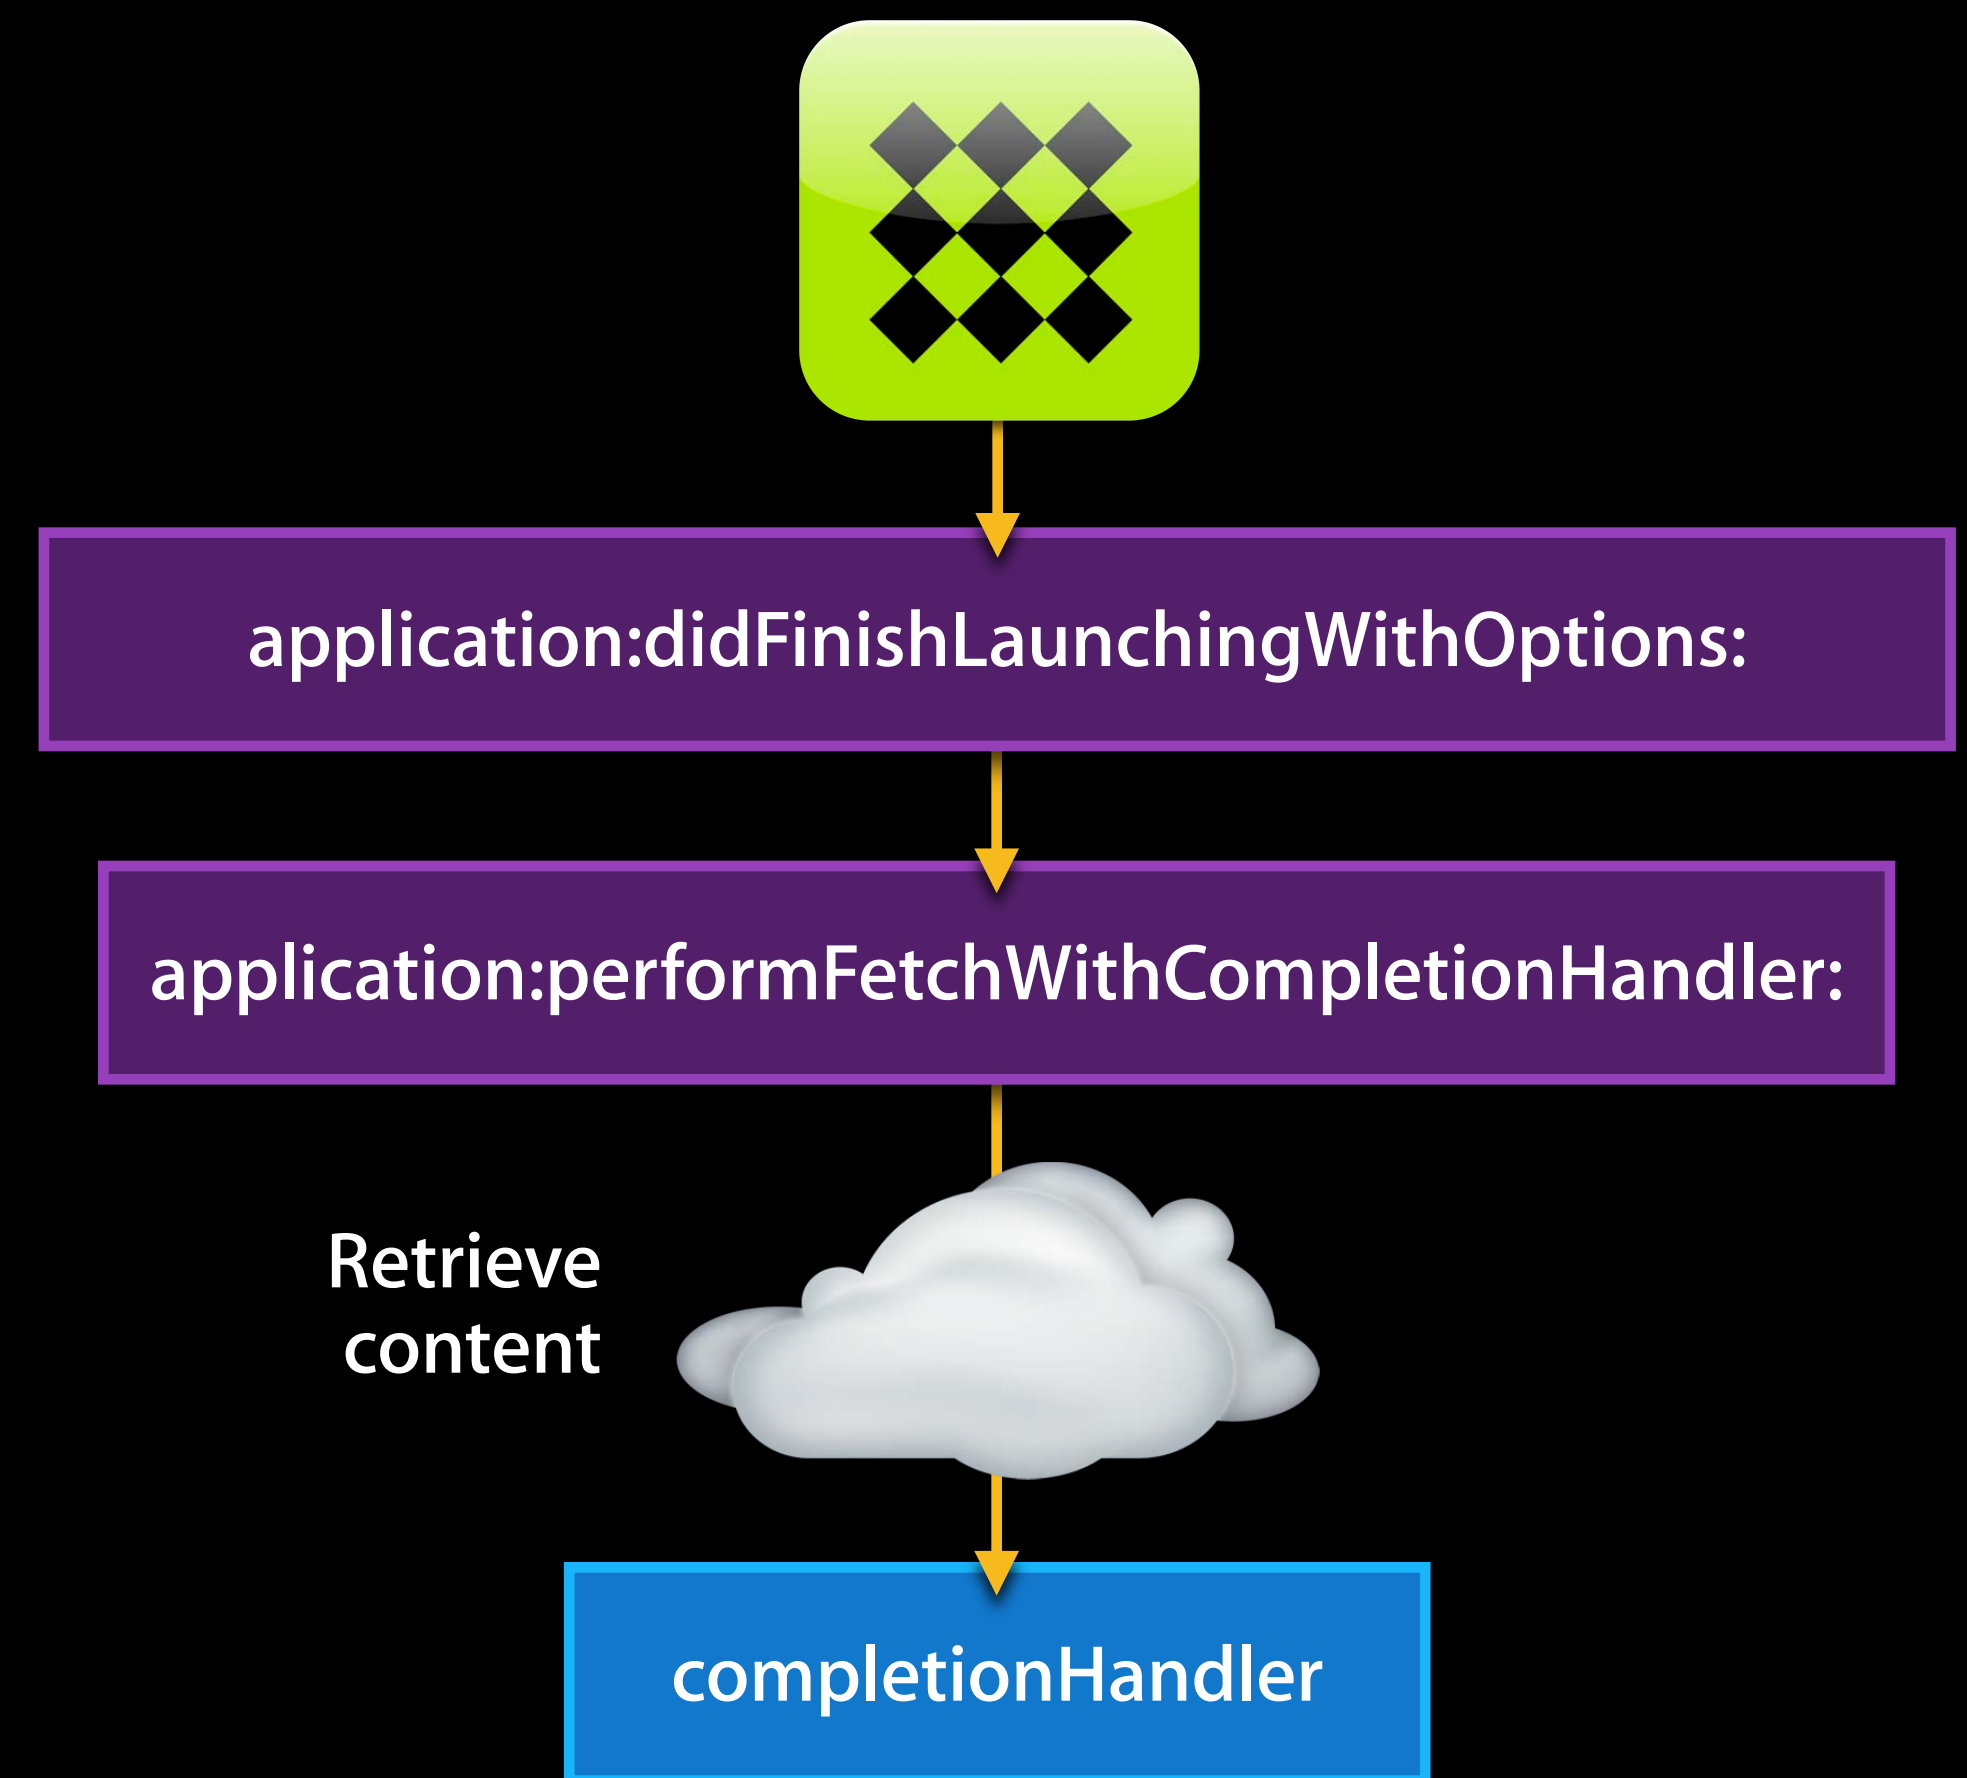 application:didFinishLaunchingWithOptions:
application:performFetchWithCompletionHandler:
Retrieve
content
completionHandler